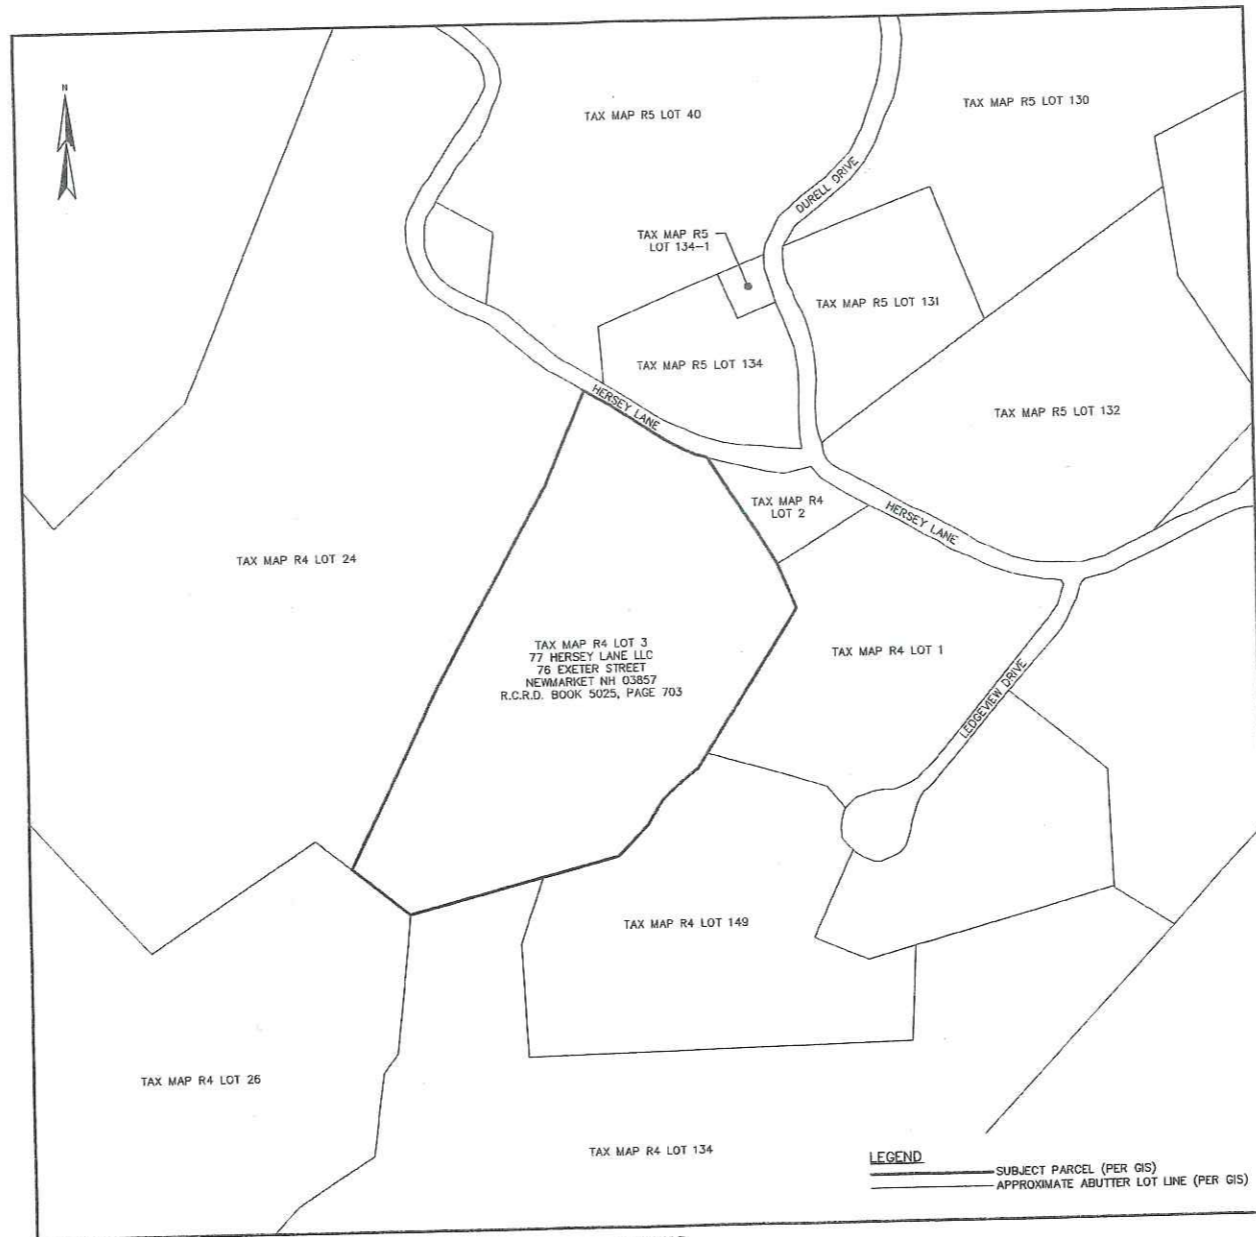 N
TAX MAP R5 LOT 40
TAX MAP R5 LOT 130
DURELL DRIVE
TAX MAP R5
LOT 134-1
TAX MAP R5 LOT 131
TAX MAP R5 LOT 134
HERSEY LANE
TAX MAP R5 LOT 132
TAX MAP R4
LOT 2
HERSEY LANE
TAX MAP R4 LOT 24
TAX MAP R4 LOT 3
77 HERSEY LANE LLC
76 EXETER STREET
NEWMARKET NH 03857
R.C.R.D. BOOK 5025, PAGE 703
TAX MAP R4 LOT 1
LEDGEVIEW DRIVE
TAX MAP R4 LOT 149
TAX MAP R4 LOT 26
TAX MAP R4 LOT 134
LEGEND
SUBJECT PARCEL (PER GIS)
APPROXIMATE ABUTTER LOT LINE (PER GIS)